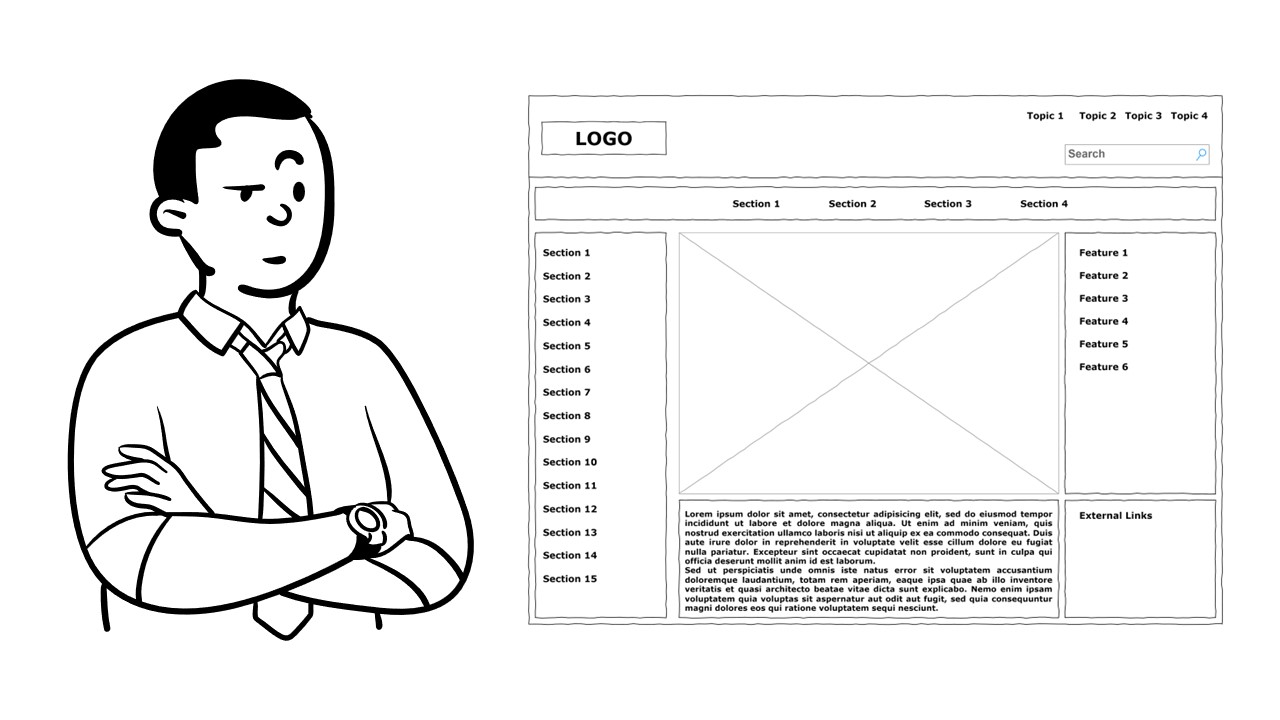 Topic 1 Topic 2 Topic 3 Topic 4
LOGO
Search
Section 1 Section 2 Section 3 Section 4
Section 1
Section 2
Section 3
Section 4
Section 5
Section 6
Section 7
Section 8
Section 9
Section 10
Section 11
Section 12
Section 13
Section 14
Section 15
Lorem ipsum dolor sit amet, consectetur adipisicing elit, sed do eiusmod tempor
incididunt ut labore et dolore magna aliqua. Ut enim ad minim veniam, quis
nostrud exercitation ullamco laboris nisi ut aliquip ex ea commodo consequat. Duis
aute irure dolor in reprehenderit in voluptate velit esse cillum dolore eu fugiat
nulla pariatur. Excepteur sint occaecat cupidatat non proident, sunt in culpa qui
officia deserunt mollit anim id est laborum.
Sed ut perspiciatis unde omnis iste natus error sit voluptatem accusantium
doloremque laudantium, totam rem aperiam, eaque ipsa quae ab illo inventore
veritatis et quasi architecto beatae vitae dicta sunt explicabo. Nemo enim ipsam
voluptatem quia voluptas sit aspernatur aut odit aut fugit, sed quia consequuntur
magni dolores eos qui ratione voluptatem sequi nesciunt.
Feature 1
Feature 2
Feature 3
Feature 4
Feature 5
Feature 6
External Links